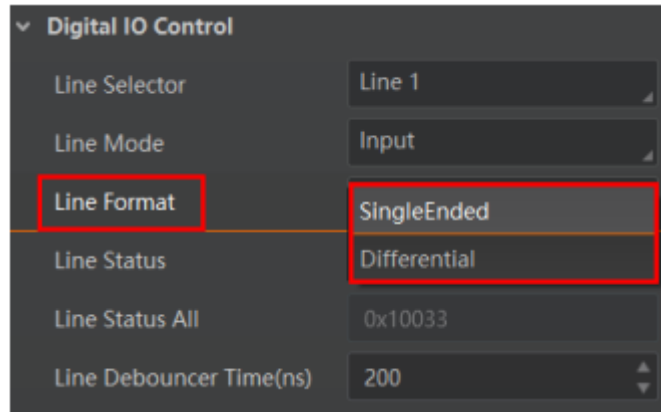 Digital IO Control
Line Selector Line 1
Line Mode Input
Line Format SingleEnded
Differential
Line Status
Line Status All 0x10033
Line Debouncer Time(ns) 200